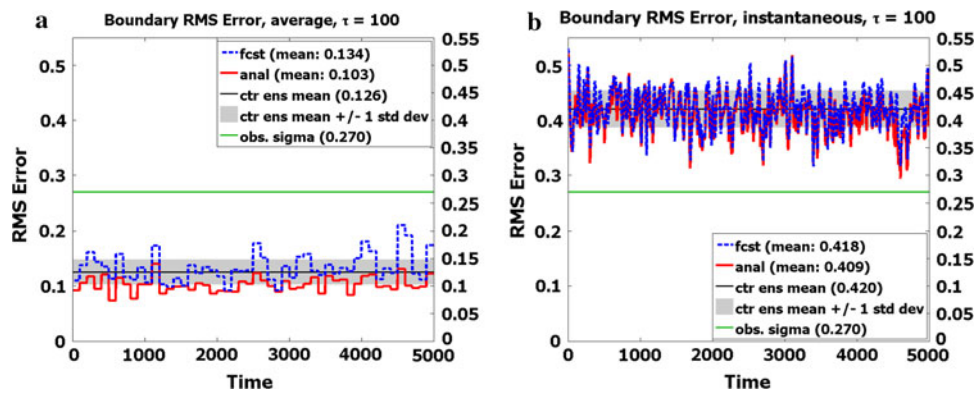 a
Boundary RMS Error, average, τ = 100
RMS Error
0.5
0.4
0.3
0.2
0.1
0
fcst (mean: 0.134)
anal (mean: 0.103)
ctr ens mean (0.126)
ctr ens mean +/- 1 std dev
obs. sigma (0.270)
0.55
0.5
0.45
0.4
0.35
0.3
0.25
0.2
0.15
0.1
0.05
0
0 1000 2000 3000 4000 5000
Time
b
Boundary RMS Error, instantaneous, τ = 100
RMS Error
0.5
0.4
0.3
0.2
0.1
0
fcst (mean: 0.418)
anal (mean: 0.409)
ctr ens mean (0.420)
ctr ens mean +/- 1 std dev
obs. sigma (0.270)
0.55
0.5
0.45
0.4
0.35
0.3
0.25
0.2
0.15
0.1
0.05
0
0 1000 2000 3000 4000 5000
Time